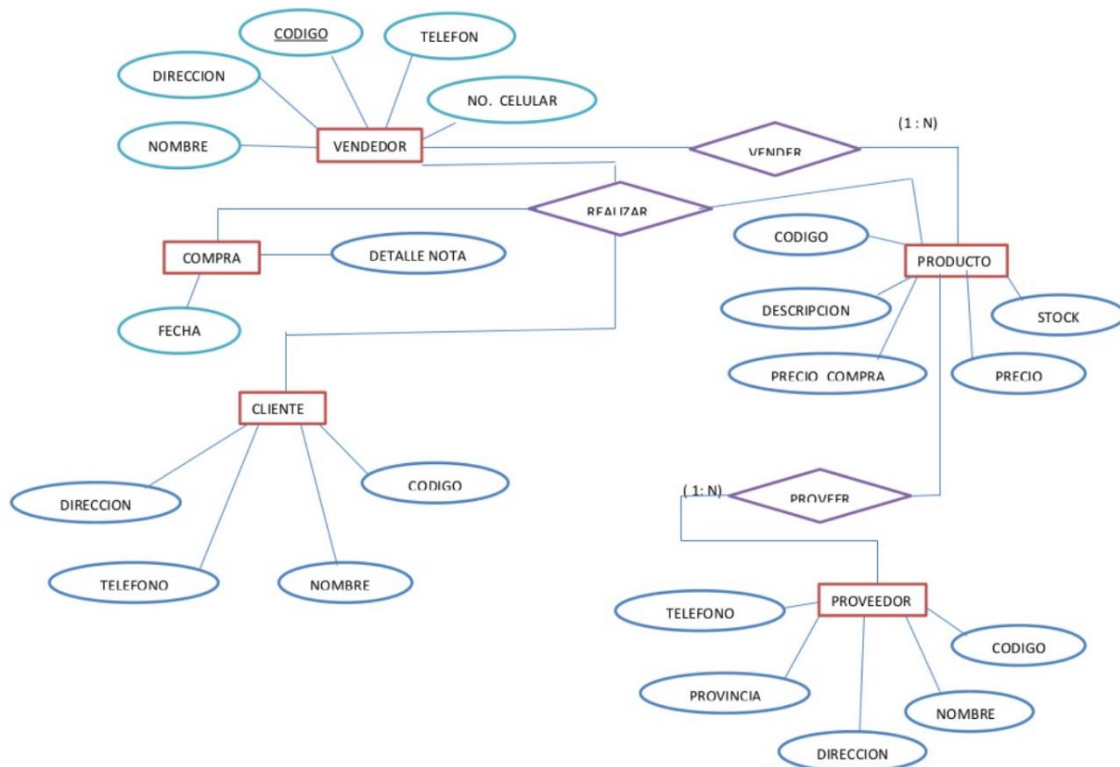 CODIGO
TELEFON
DIRECCION
NO. CELULAR
NOMBRE
VENDEDOR
(1 : N)
VENDER
REALIZAR
COMPRA
DETALLE NOTA
CODIGO
PRODUCTO
FECHA
DESCRIPCION
STOCK
PRECIO COMPRA
PRECIO
CLIENTE
CODIGO
DIRECCION
( 1: N)
PROVEER
TELEFONO
NOMBRE
PROVEEDOR
TELEFONO
CODIGO
PROVINCIA
NOMBRE
DIRECCION